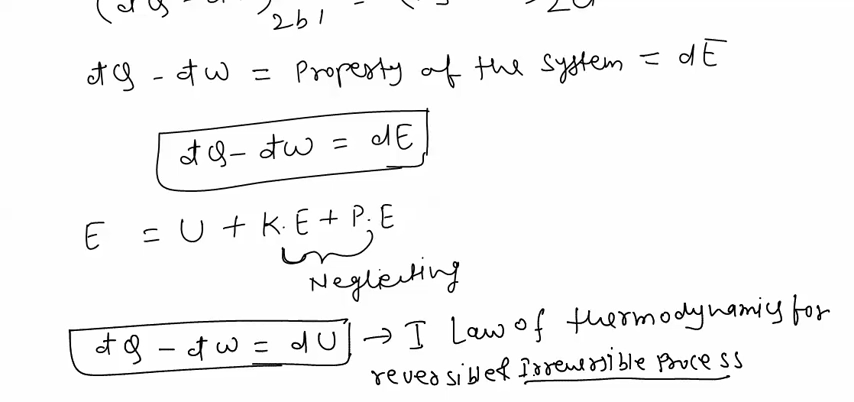 2b1 =
đQ - đW = Property of the system = dE
đQ - đW = dE
E = U + K.E + P.E
Neglecting
đQ - đW = dU → I Law of thermodynamics for
reversible & Irreversible Process